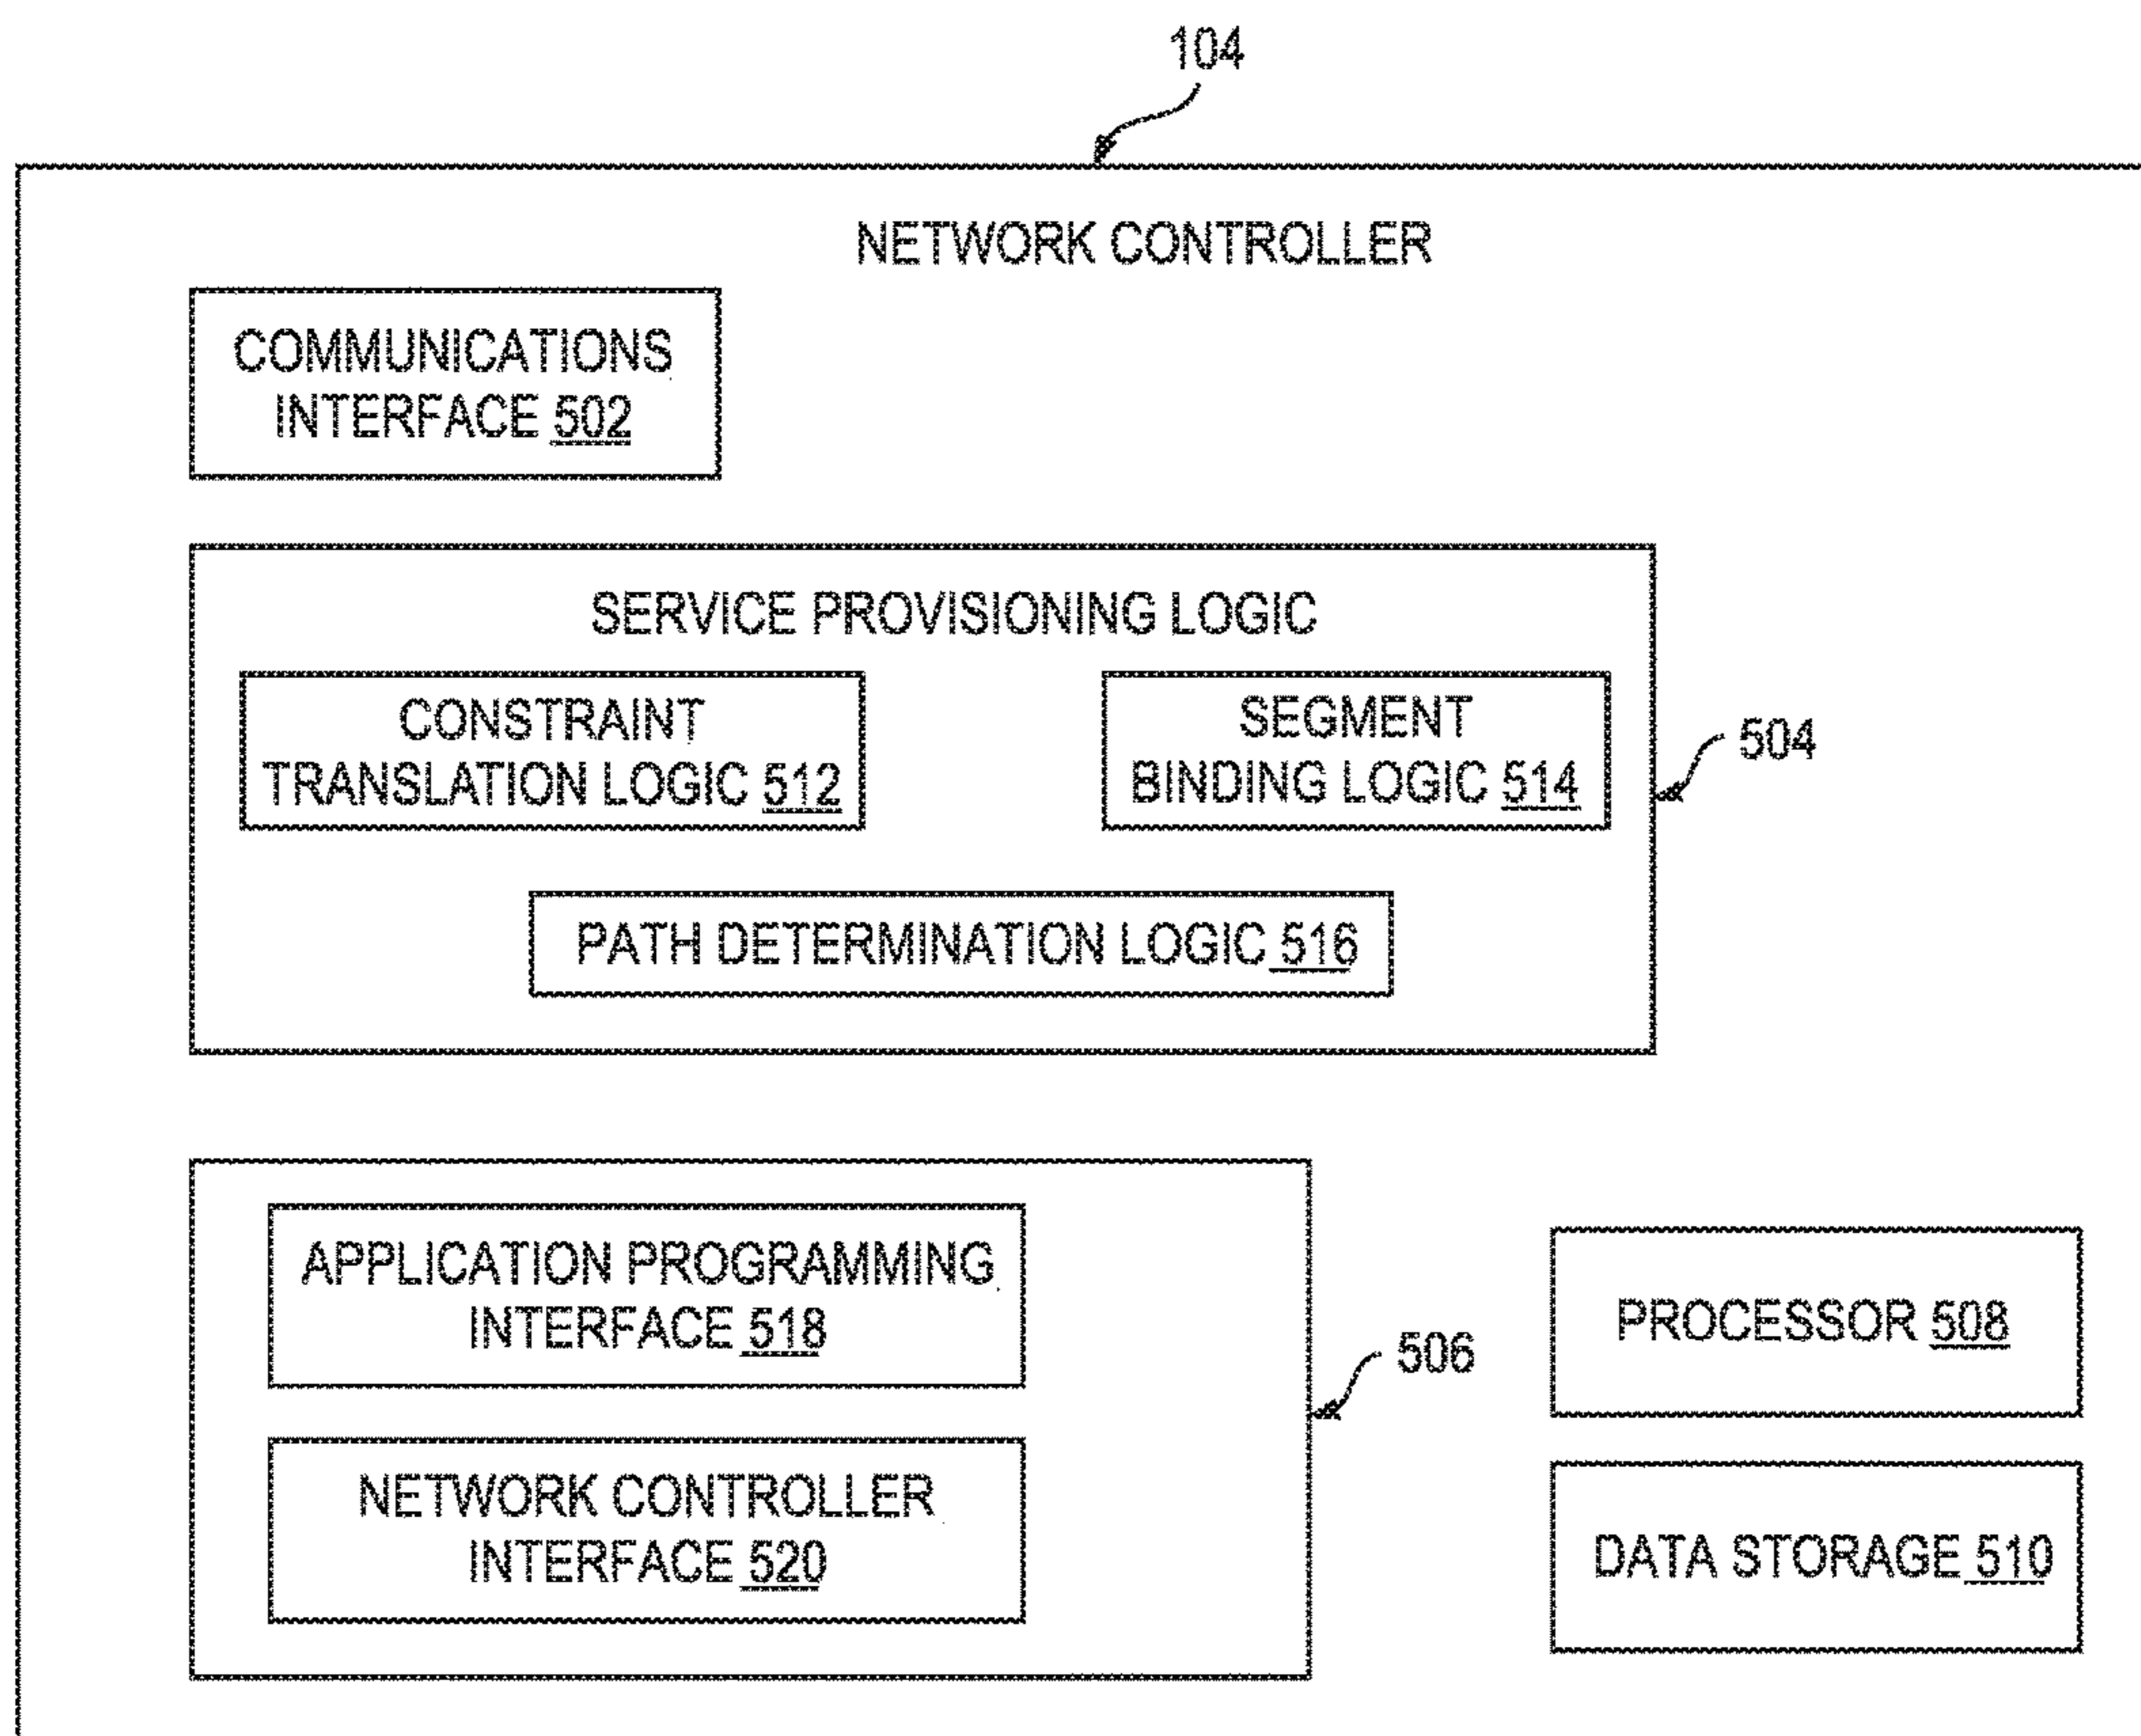 104
NETWORK CONTROLLER
COMMUNICATIONS
INTERFACE 502
SERVICE PROVISIONING LOGIC
CONSTRAINT
TRANSLATION LOGIC 512
SEGMENT
BINDING LOGIC 514
504
PATH DETERMINATION LOGIC 516
APPLICATION PROGRAMMING
INTERFACE 518
506
NETWORK CONTROLLER
INTERFACE 520
PROCESSOR 508
DATA STORAGE 510